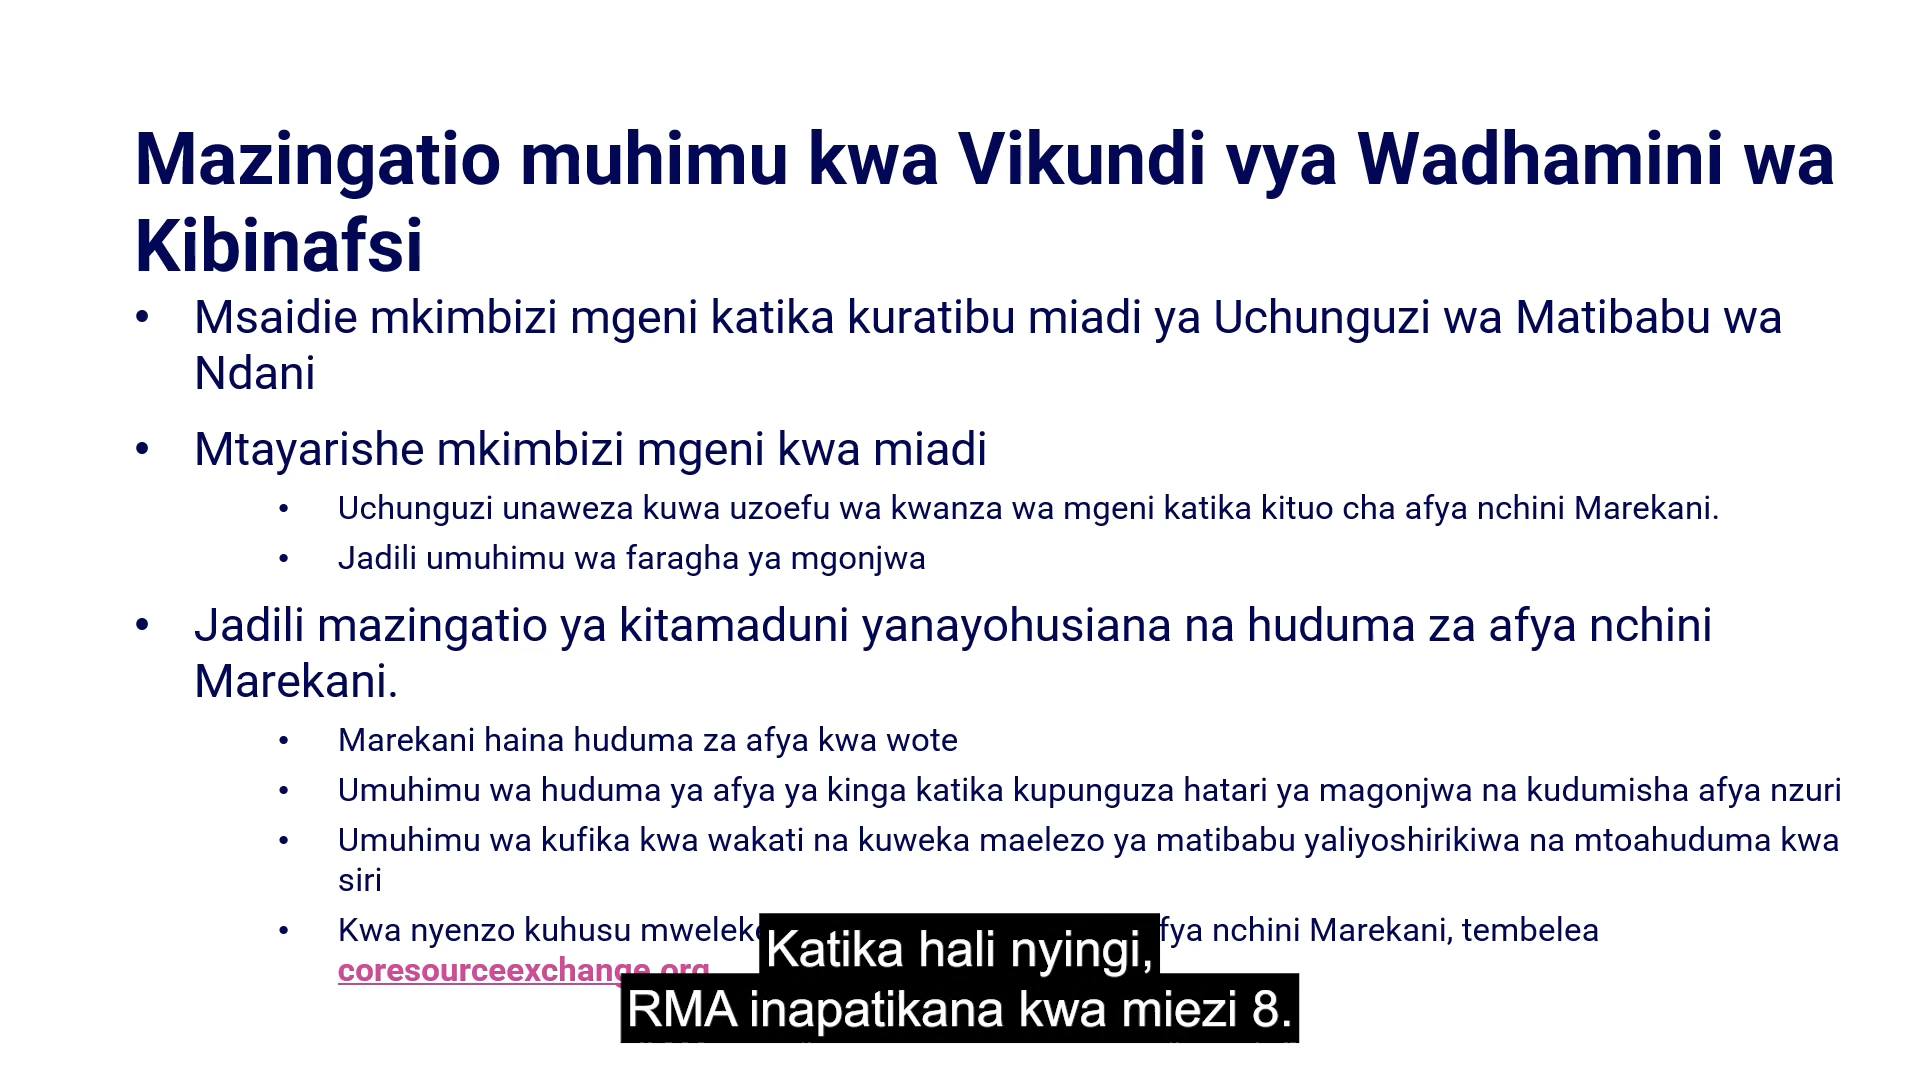 Mazingatio muhimu kwa Vikundi vya Wadhamini wa
Kibinafsi
• Msaidie mkimbizi mgeni katika kuratibu miadi ya Uchunguzi wa Matibabu wa
Ndani
• Mtayarishe mkimbizi mgeni kwa miadi
• Uchunguzi unaweza kuwa uzoefu wa kwanza wa mgeni katika kituo cha afya nchini Marekani.
• Jadili umuhimu wa faragha ya mgonjwa
• Jadili mazingatio ya kitamaduni yanayohusiana na huduma za afya nchini
Marekani.
• Marekani haina huduma za afya kwa wote
• Umuhimu wa huduma ya afya ya kinga katika kupunguza hatari ya magonjwa na kudumisha afya nzuri
• Umuhimu wa kufika kwa wakati na kuweka maelezo ya matibabu yaliyoshirikiwa na mtoahuduma kwa
siri
• Kwa nyenzo kuhusu nchini Marekani, tembelea
coresourceexchange.org
Katika hali nyingi,
RMA inapatikana kwa miezi 8.